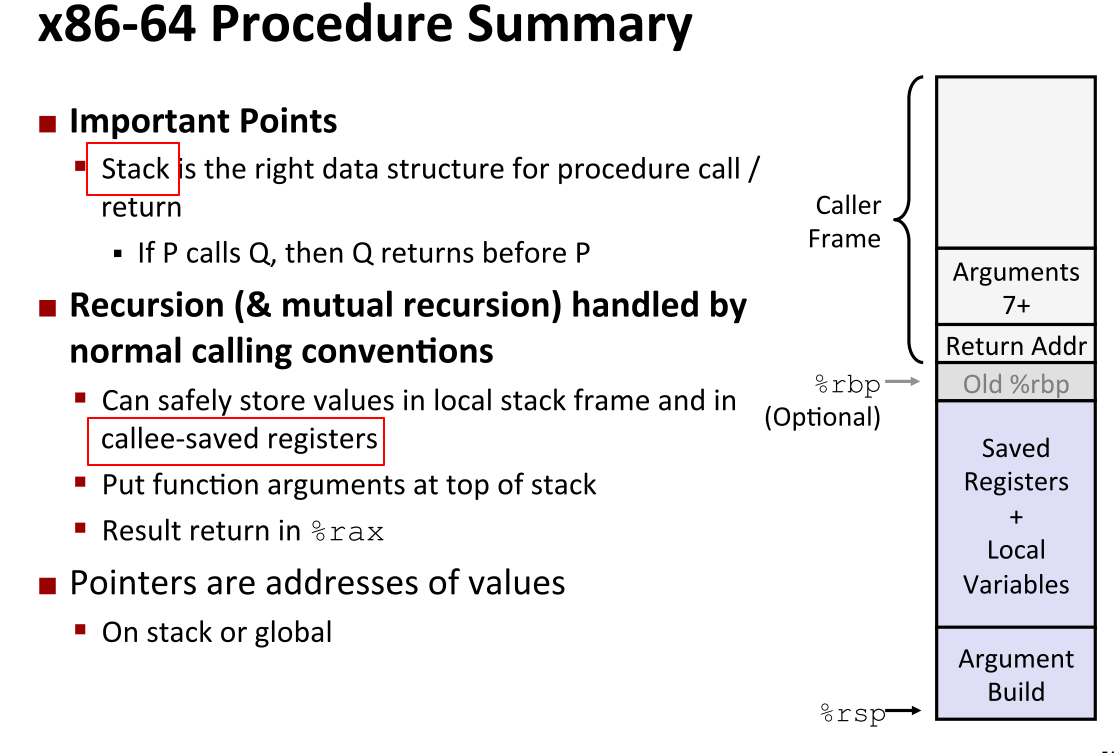 x86-64 Procedure Summary
Important Points
Stack is the right data structure for procedure call /
return
If P calls Q, then Q returns before P
Recursion (& mutual recursion) handled by
normal calling conventions
Can safely store values in local stack frame and in
callee-saved registers
Put function arguments at top of stack
Result return in %rax
Pointers are addresses of values
On stack or global
Caller
Frame
Arguments
7+
Return Addr
%rbp
(Optional)
Old %rbp
Saved
Registers
+
Local
Variables
Argument
Build
%rsp